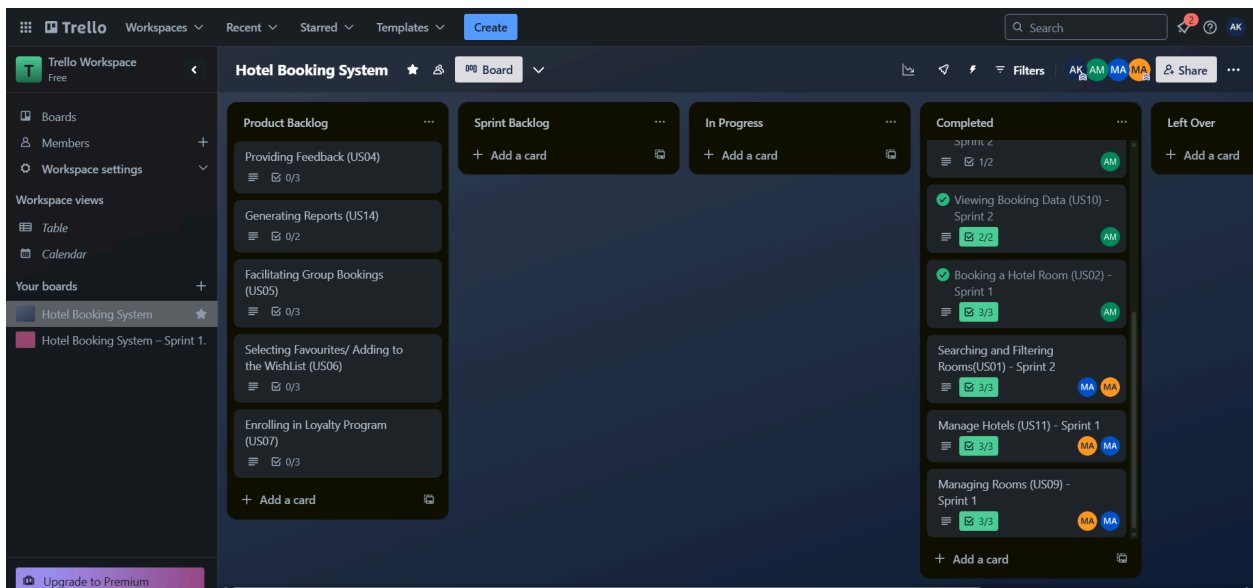 Trello
Workspaces
Recent
Starred
Templates
Create
Search
2
AK
T
Trello Workspace
Free
Boards
Members
Workspace settings
Workspace views
Table
Calendar
Your boards
Hotel Booking System
Hotel Booking System – Sprint 1.
Upgrade to Premium
Hotel Booking System
Board
Filters
AK AM MA MA
Share
Product Backlog
Providing Feedback (US04)
0/3
Generating Reports (US14)
0/2
Facilitating Group Bookings
(US05)
0/3
Selecting Favourites/ Adding to
the WishList (US06)
0/3
Enrolling in Loyalty Program
(US07)
0/3
+ Add a card
Sprint Backlog
+ Add a card
In Progress
+ Add a card
Completed
Sprint 2
1/2 AM
Viewing Booking Data (US10) -
Sprint 2
2/2 AM
Booking a Hotel Room (US02) -
Sprint 1
3/3 AM
Searching and Filtering
Rooms(US01) - Sprint 2
3/3 MA MA
Manage Hotels (US11) - Sprint 1
3/3 MA MA
Managing Rooms (US09) -
Sprint 1
3/3 MA MA
+ Add a card
Left Over
+ Add a card